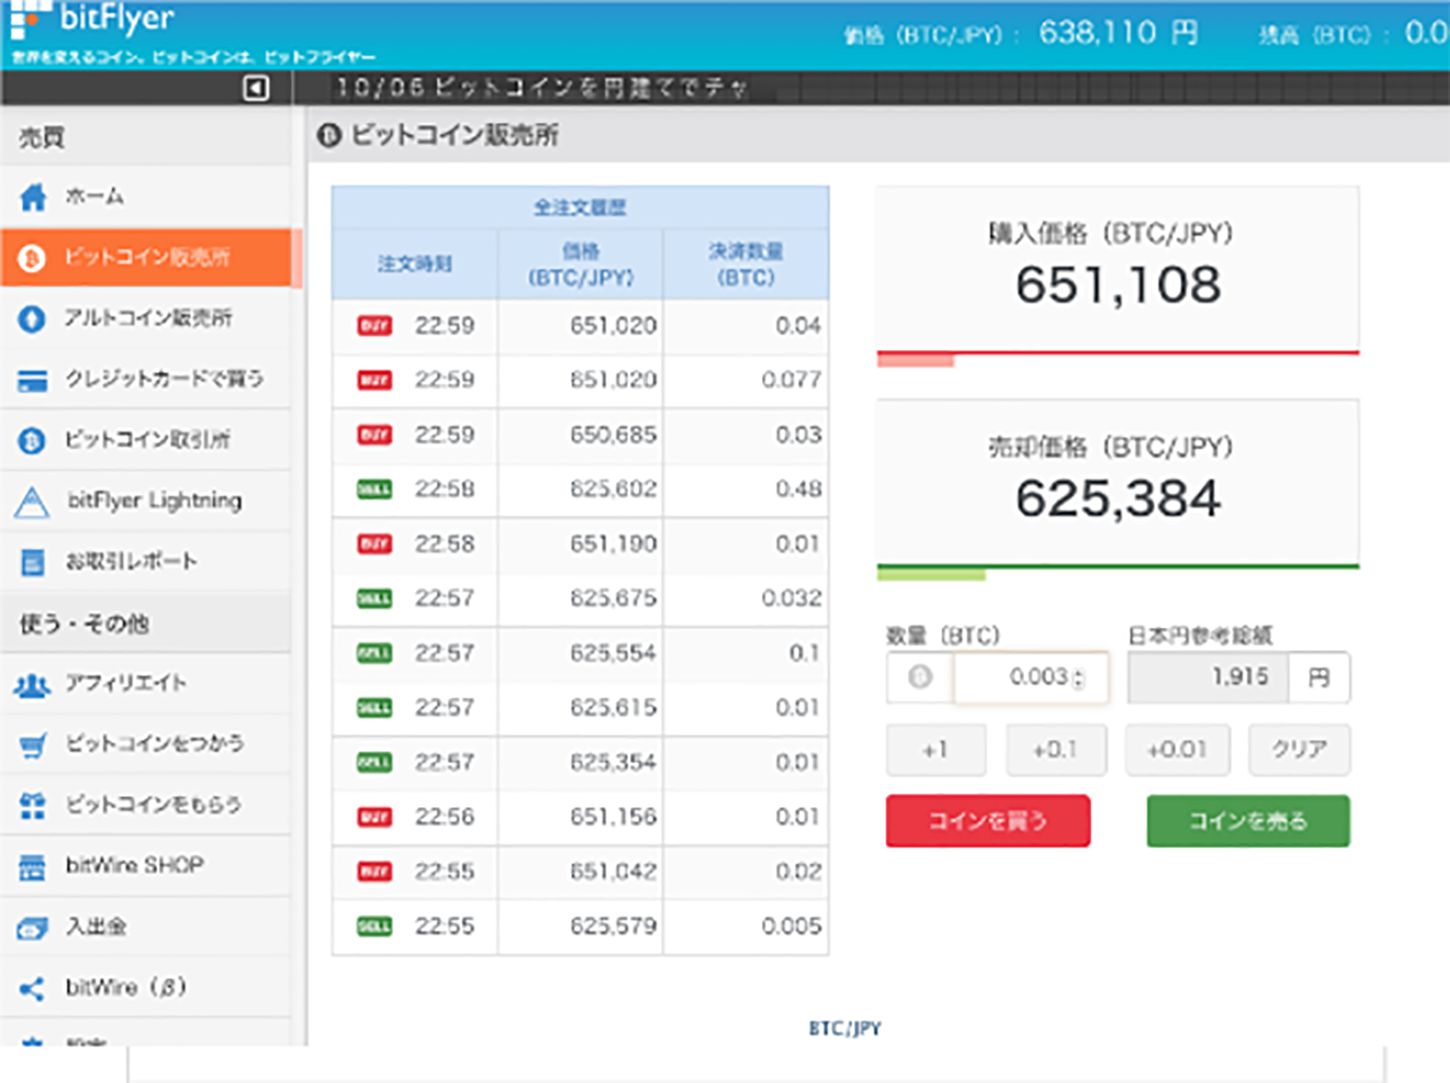 bitFlyer
世界を変えるコイン。ビットコインは、ビットフライヤー
価格（BTC/JPY）: 638,110 円
残高（BTC）: 0.0
10/06 ビットコインを円建てでチャ
売買
ホーム
ビットコイン販売所
アルトコイン販売所
クレジットカードで買う
ビットコイン取引所
bitFlyer Lightning
お取引レポート
使う・その他
アフィリエイト
ビットコインをつかう
ビットコインをもらう
bitWire SHOP
入出金
bitWire（β）
設定
ビットコイン販売所
全注文履歴
注文時刻 価格（BTC/JPY） 決済数量（BTC）
BUY 22:59 651,020 0.04
BUY 22:59 651,020 0.077
BUY 22:59 650,685 0.03
SELL 22:58 625,602 0.48
BUY 22:58 651,190 0.01
SELL 22:57 625,675 0.032
SELL 22:57 625,554 0.1
SELL 22:57 625,615 0.01
SELL 22:57 625,354 0.01
BUY 22:56 651,156 0.01
BUY 22:55 651,042 0.02
SELL 22:55 625,579 0.005
購入価格（BTC/JPY）
651,108
売却価格（BTC/JPY）
625,384
数量（BTC） 日本円参考総額
0.003 1,915 円
+1 +0.1 +0.01 クリア
コインを買う コインを売る
BTC/JPY